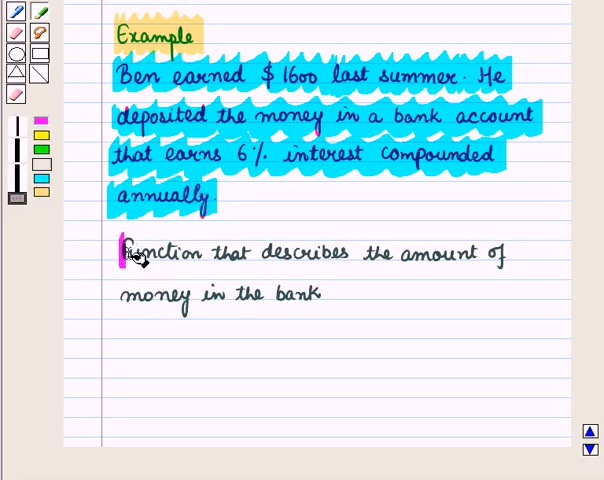 Example
Ben earned $1600 last summer. He
deposited the money in a bank account
that earns 6% interest compounded
annually.
Function that describes the amount of
money in the bank